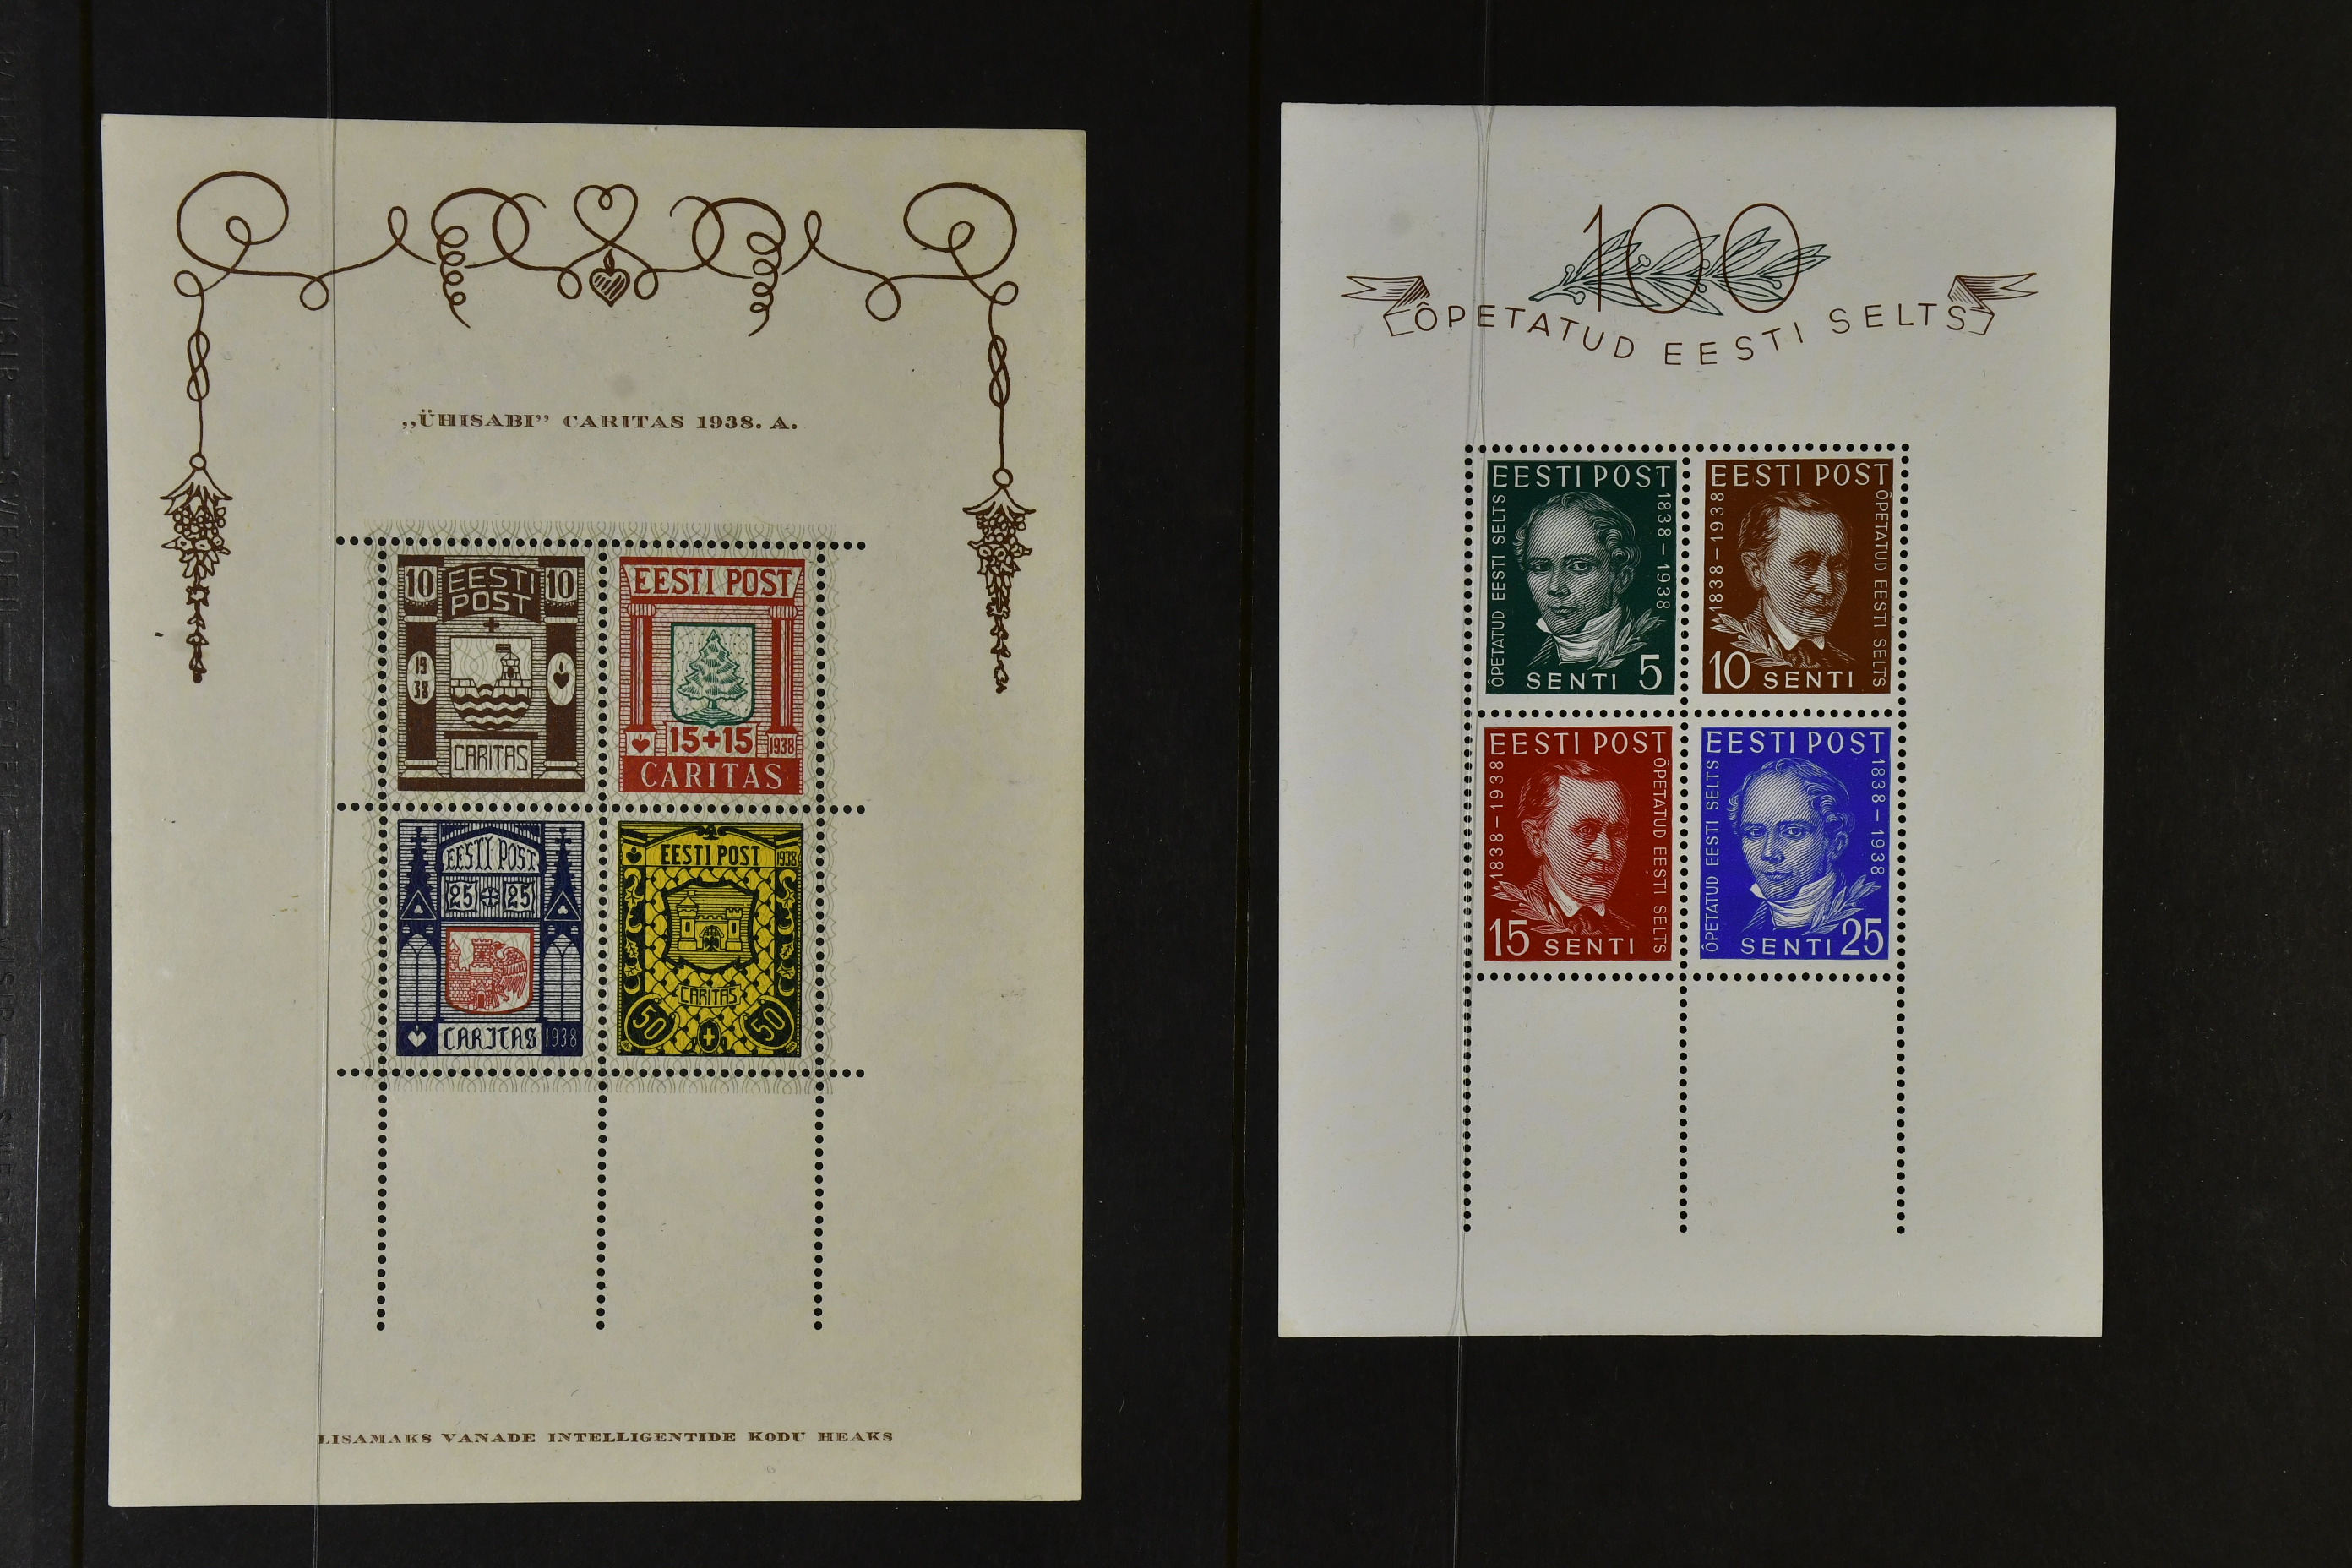 „ÜHISABI” CARITAS 1938. A.
10 EESTI 10
POST
19
38
CARITAS
EESTI POST
15+15 1938
CARITAS
EESTI POST
25 25
CARITAS 1938
EESTI POST 1938
CARITAS
50 50
LISAMAKS VANADE INTELLIGENTIDE KODU HEAKS
100
ÕPETATUD EESTI SELTS
EESTI POST
ÕPETATUD EESTI SELTS
1838–1938
SENTI 5
EESTI POST
1838–1938
ÕPETATUD EESTI SELTS
10 SENTI
EESTI POST
1838–1938
ÕPETATUD EESTI SELTS
15 SENTI
EESTI POST
ÕPETATUD EESTI SELTS
1838–1938
SENTI 25